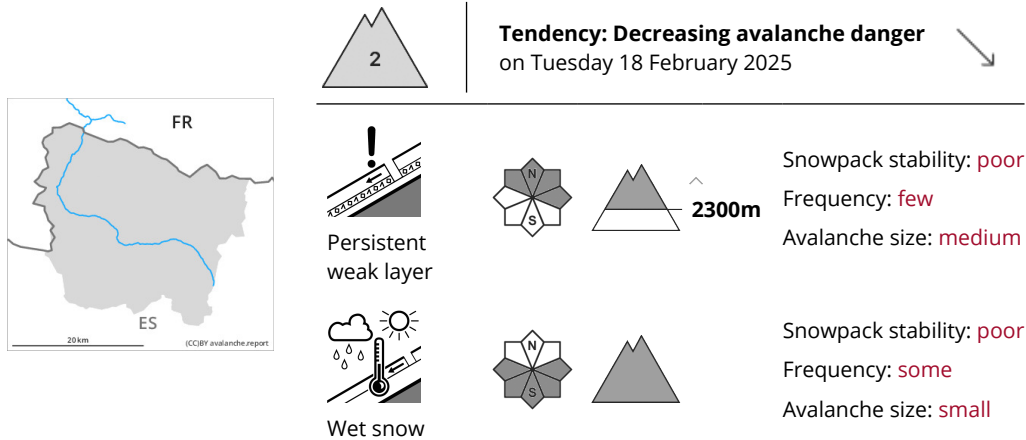 2
Tendency: Decreasing avalanche danger
on Tuesday 18 February 2025
FR
ES
20 km
(CC)BY avalanche.report
Persistent
weak layer
N
S
2300m
Snowpack stability: poor
Frequency: few
Avalanche size: medium
Wet snow
N
S
Snowpack stability: poor
Frequency: some
Avalanche size: small